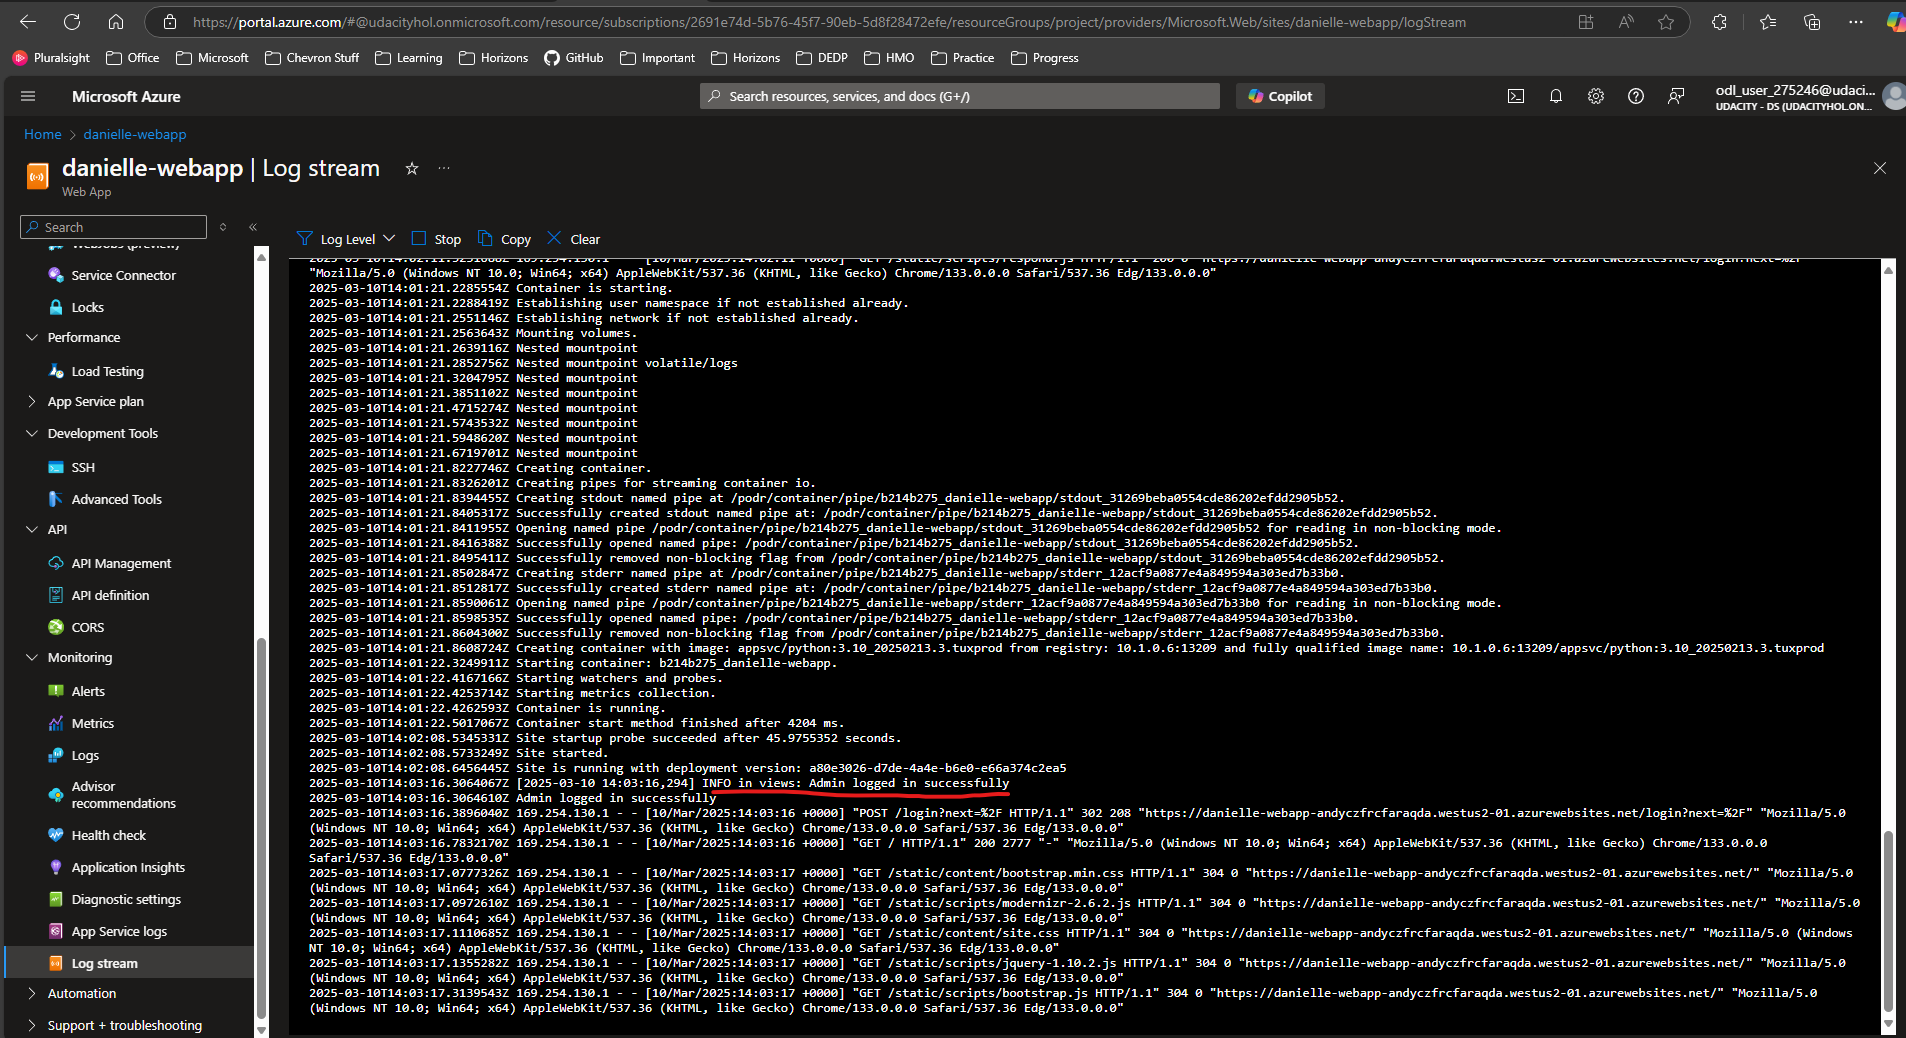 https://portal.azure.com/#@udacityhol.onmicrosoft.com/resource/subscriptions/2691e74d-5b76-45f7-90eb-5d8f28472efe/resourceGroups/project/providers/Microsoft.Web/sites/danielle-webapp/logStream
Pluralsight Office Microsoft Chevron Stuff Learning Horizons GitHub Important Horizons DEDP HMO Practice Progress
Microsoft Azure
Search resources, services, and docs (G+/)
Copilot
odl_user_275246@udaci...
UDACITY - DS (UDACITYHOL.ON...
Home > danielle-webapp
danielle-webapp | Log stream
Web App
Search
WebJobs (preview)
Service Connector
Locks
Performance
Load Testing
App Service plan
Development Tools
SSH
Advanced Tools
API
API Management
API definition
CORS
Monitoring
Alerts
Metrics
Logs
Advisor
recommendations
Health check
Application Insights
Diagnostic settings
App Service logs
Log stream
Automation
Support + troubleshooting
Log Level Stop Copy Clear
"Mozilla/5.0 (Windows NT 10.0; Win64; x64) AppleWebKit/537.36 (KHTML, like Gecko) Chrome/133.0.0.0 Safari/537.36 Edg/133.0.0.0"
2025-03-10T14:01:21.2285554Z Container is starting.
2025-03-10T14:01:21.2288419Z Establishing user namespace if not established already.
2025-03-10T14:01:21.2551146Z Establishing network if not established already.
2025-03-10T14:01:21.2563643Z Mounting volumes.
2025-03-10T14:01:21.2639116Z Nested mountpoint
2025-03-10T14:01:21.2852756Z Nested mountpoint volatile/logs
2025-03-10T14:01:21.3204795Z Nested mountpoint
2025-03-10T14:01:21.3851102Z Nested mountpoint
2025-03-10T14:01:21.4715274Z Nested mountpoint
2025-03-10T14:01:21.5743532Z Nested mountpoint
2025-03-10T14:01:21.5948620Z Nested mountpoint
2025-03-10T14:01:21.6719701Z Nested mountpoint
2025-03-10T14:01:21.8227746Z Creating container.
2025-03-10T14:01:21.8326201Z Creating pipes for streaming container io.
2025-03-10T14:01:21.8394455Z Creating stdout named pipe at /podr/container/pipe/b214b275_danielle-webapp/stdout_31269beba0554cde86202efdd2905b52.
2025-03-10T14:01:21.8405317Z Successfully created stdout named pipe at: /podr/container/pipe/b214b275_danielle-webapp/stdout_31269beba0554cde86202efdd2905b52.
2025-03-10T14:01:21.8411955Z Opening named pipe /podr/container/pipe/b214b275_danielle-webapp/stdout_31269beba0554cde86202efdd2905b52 for reading in non-blocking mode.
2025-03-10T14:01:21.8416388Z Successfully opened named pipe: /podr/container/pipe/b214b275_danielle-webapp/stdout_31269beba0554cde86202efdd2905b52.
2025-03-10T14:01:21.8495411Z Successfully removed non-blocking flag from /podr/container/pipe/b214b275_danielle-webapp/stdout_31269beba0554cde86202efdd2905b52.
2025-03-10T14:01:21.8502847Z Creating stderr named pipe at /podr/container/pipe/b214b275_danielle-webapp/stderr_12acf9a0877e4a849594a303ed7b33b0.
2025-03-10T14:01:21.8512817Z Successfully created stderr named pipe at: /podr/container/pipe/b214b275_danielle-webapp/stderr_12acf9a0877e4a849594a303ed7b33b0.
2025-03-10T14:01:21.8590061Z Opening named pipe /podr/container/pipe/b214b275_danielle-webapp/stderr_12acf9a0877e4a849594a303ed7b33b0 for reading in non-blocking mode.
2025-03-10T14:01:21.8598535Z Successfully opened named pipe: /podr/container/pipe/b214b275_danielle-webapp/stderr_12acf9a0877e4a849594a303ed7b33b0.
2025-03-10T14:01:21.8604300Z Successfully removed non-blocking flag from /podr/container/pipe/b214b275_danielle-webapp/stderr_12acf9a0877e4a849594a303ed7b33b0.
2025-03-10T14:01:21.8608724Z Creating container with image: appsvc/python:3.10_20250213.3.tuxprod from registry: 10.1.0.6:13209 and fully qualified image name: 10.1.0.6:13209/appsvc/python:3.10_20250213.3.tuxprod
2025-03-10T14:01:22.3249911Z Starting container: b214b275_danielle-webapp.
2025-03-10T14:01:22.4167166Z Starting watchers and probes.
2025-03-10T14:01:22.4253714Z Starting metrics collection.
2025-03-10T14:01:22.4262593Z Container is running.
2025-03-10T14:01:22.5017067Z Container start method finished after 4204 ms.
2025-03-10T14:02:08.5345331Z Site startup probe succeeded after 45.9755352 seconds.
2025-03-10T14:02:08.5733249Z Site started.
2025-03-10T14:02:08.6456445Z Site is running with deployment version: a80e3026-d7de-4a4e-b6e0-e66a374c2ea5
2025-03-10T14:03:16.3064067Z [2025-03-10 14:03:16,294] INFO in views: Admin logged in successfully
2025-03-10T14:03:16.3064610Z Admin logged in successfully
2025-03-10T14:03:16.3896040Z 169.254.130.1 - - [10/Mar/2025:14:03:16 +0000] "POST /login?next=%2F HTTP/1.1" 302 208 "https://danielle-webapp-andyczfrcfaraqda.westus2-01.azurewebsites.net/login?next=%2F" "Mozilla/5.0
(Windows NT 10.0; Win64; x64) AppleWebKit/537.36 (KHTML, like Gecko) Chrome/133.0.0.0 Safari/537.36 Edg/133.0.0.0"
2025-03-10T14:03:16.7832170Z 169.254.130.1 - - [10/Mar/2025:14:03:16 +0000] "GET / HTTP/1.1" 200 2777 "-" "Mozilla/5.0 (Windows NT 10.0; Win64; x64) AppleWebKit/537.36 (KHTML, like Gecko) Chrome/133.0.0.0
Safari/537.36 Edg/133.0.0.0"
2025-03-10T14:03:17.0777326Z 169.254.130.1 - - [10/Mar/2025:14:03:17 +0000] "GET /static/content/bootstrap.min.css HTTP/1.1" 304 0 "https://danielle-webapp-andyczfrcfaraqda.westus2-01.azurewebsites.net/" "Mozilla/5.0
(Windows NT 10.0; Win64; x64) AppleWebKit/537.36 (KHTML, like Gecko) Chrome/133.0.0.0 Safari/537.36 Edg/133.0.0.0"
2025-03-10T14:03:17.0972610Z 169.254.130.1 - - [10/Mar/2025:14:03:17 +0000] "GET /static/scripts/modernizr-2.6.2.js HTTP/1.1" 304 0 "https://danielle-webapp-andyczfrcfaraqda.westus2-01.azurewebsites.net/" "Mozilla/5.0
(Windows NT 10.0; Win64; x64) AppleWebKit/537.36 (KHTML, like Gecko) Chrome/133.0.0.0 Safari/537.36 Edg/133.0.0.0"
2025-03-10T14:03:17.1110685Z 169.254.130.1 - - [10/Mar/2025:14:03:17 +0000] "GET /static/content/site.css HTTP/1.1" 304 0 "https://danielle-webapp-andyczfrcfaraqda.westus2-01.azurewebsites.net/" "Mozilla/5.0 (Windows
NT 10.0; Win64; x64) AppleWebKit/537.36 (KHTML, like Gecko) Chrome/133.0.0.0 Safari/537.36 Edg/133.0.0.0"
2025-03-10T14:03:17.1355282Z 169.254.130.1 - - [10/Mar/2025:14:03:17 +0000] "GET /static/scripts/jquery-1.10.2.js HTTP/1.1" 304 0 "https://danielle-webapp-andyczfrcfaraqda.westus2-01.azurewebsites.net/" "Mozilla/5.0
(Windows NT 10.0; Win64; x64) AppleWebKit/537.36 (KHTML, like Gecko) Chrome/133.0.0.0 Safari/537.36 Edg/133.0.0.0"
2025-03-10T14:03:17.3139543Z 169.254.130.1 - - [10/Mar/2025:14:03:17 +0000] "GET /static/scripts/bootstrap.js HTTP/1.1" 304 0 "https://danielle-webapp-andyczfrcfaraqda.westus2-01.azurewebsites.net/" "Mozilla/5.0
(Windows NT 10.0; Win64; x64) AppleWebKit/537.36 (KHTML, like Gecko) Chrome/133.0.0.0 Safari/537.36 Edg/133.0.0.0"